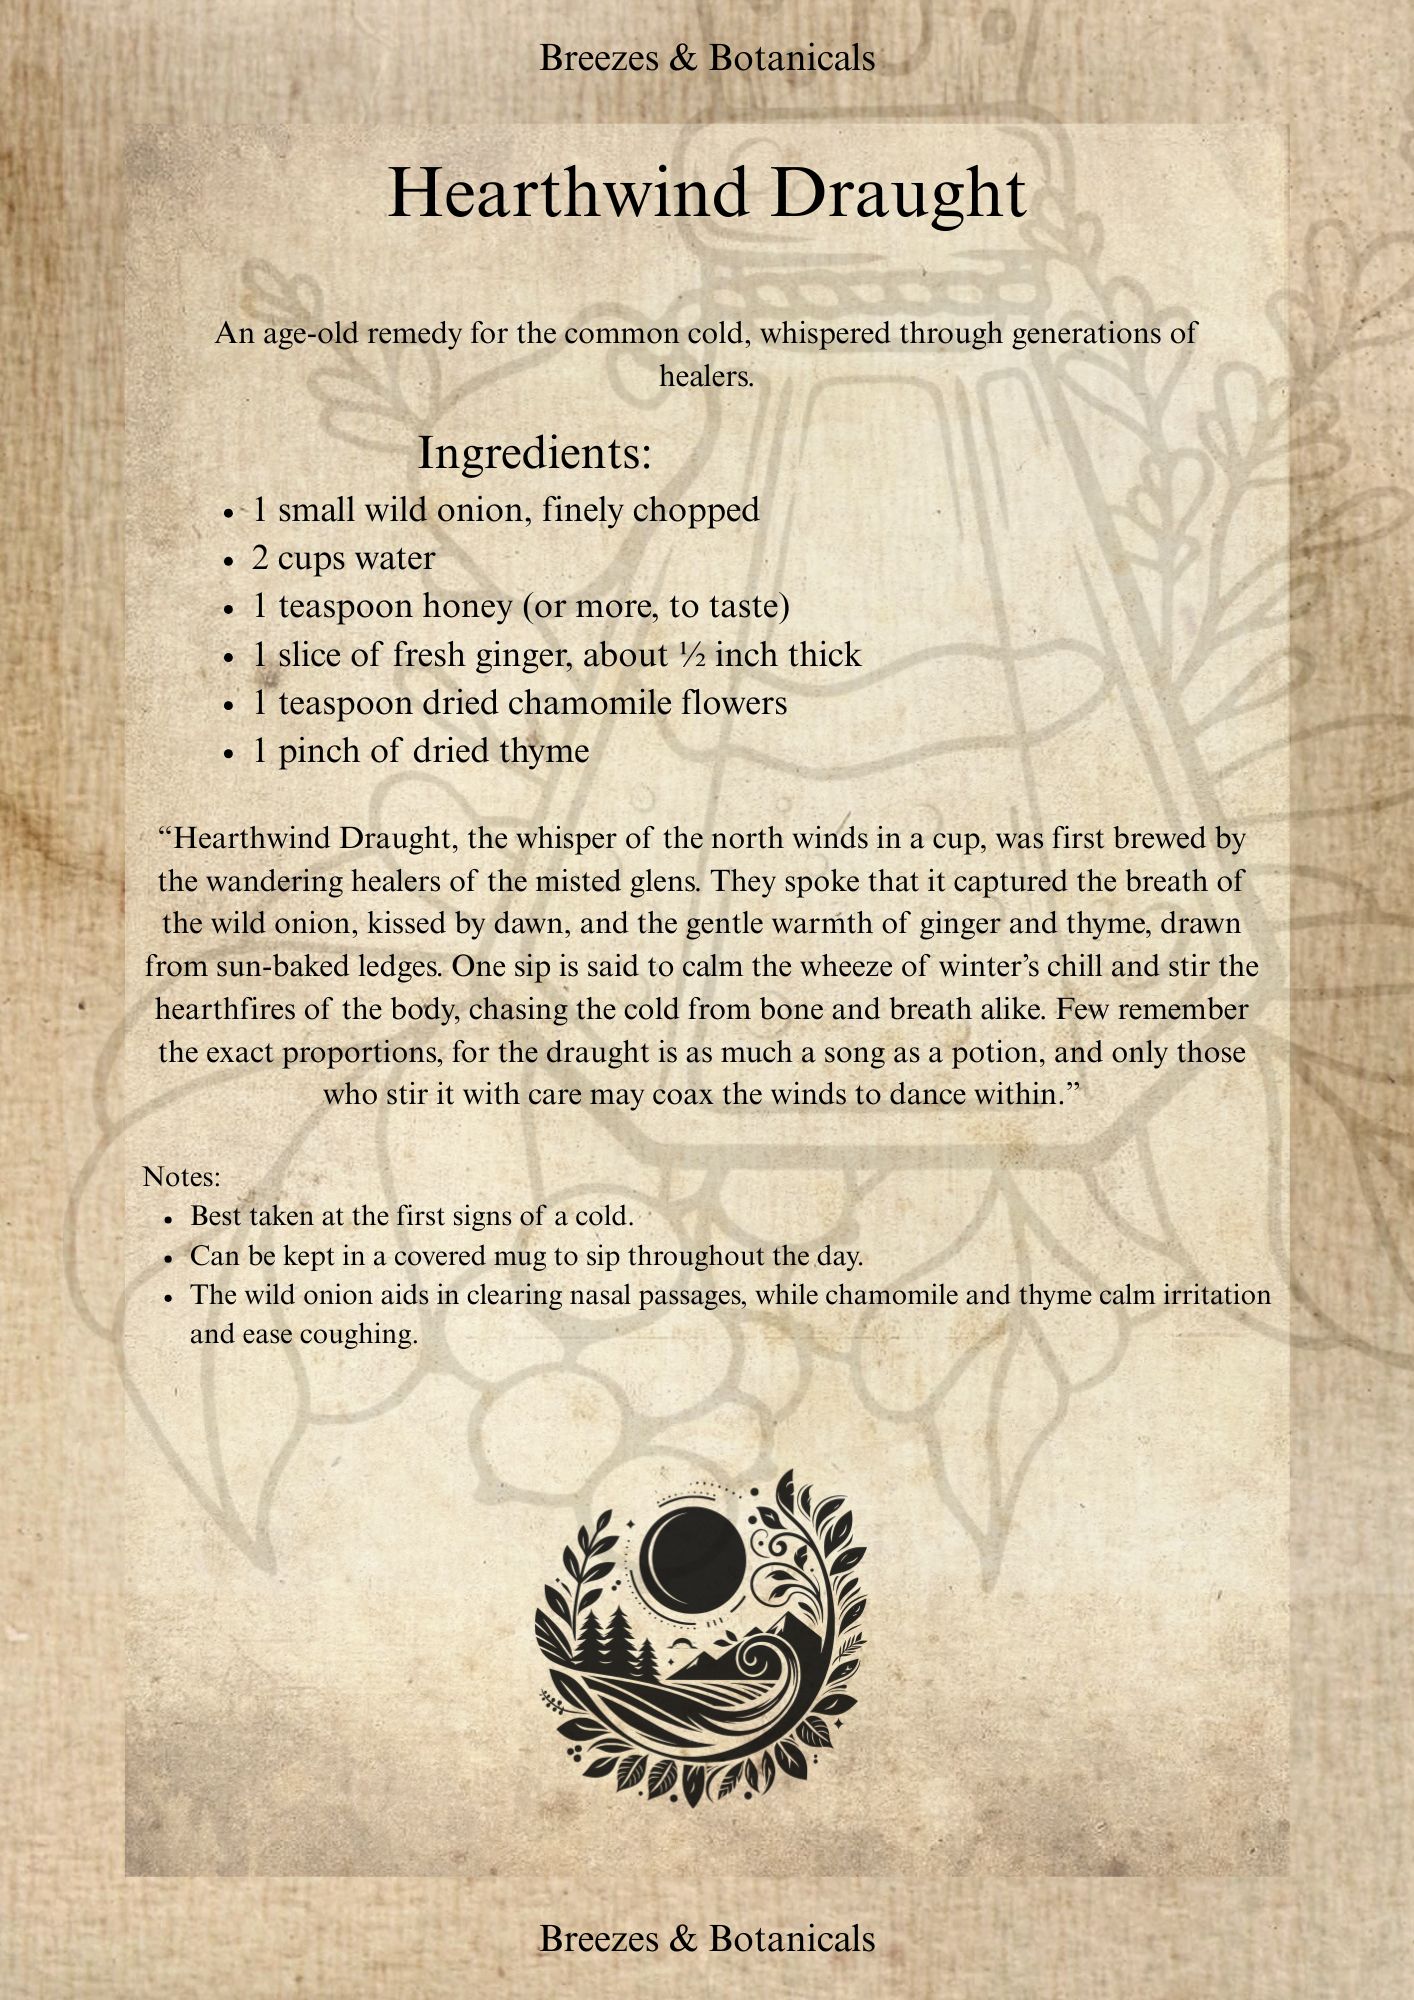 Breezes & Botanicals
Hearthwind Draught
An age-old remedy for the common cold, whispered through generations of
healers.
Ingredients:
• 1 small wild onion, finely chopped
• 2 cups water
• 1 teaspoon honey (or more, to taste)
• 1 slice of fresh ginger, about ½ inch thick
• 1 teaspoon dried chamomile flowers
• 1 pinch of dried thyme
“Hearthwind Draught, the whisper of the north winds in a cup, was first brewed by
the wandering healers of the misted glens. They spoke that it captured the breath of
the wild onion, kissed by dawn, and the gentle warmth of ginger and thyme, drawn
from sun-baked ledges. One sip is said to calm the wheeze of winter’s chill and stir the
hearthfires of the body, chasing the cold from bone and breath alike. Few remember
the exact proportions, for the draught is as much a song as a potion, and only those
who stir it with care may coax the winds to dance within.”
Notes:
• Best taken at the first signs of a cold.
• Can be kept in a covered mug to sip throughout the day.
• The wild onion aids in clearing nasal passages, while chamomile and thyme calm irritation
and ease coughing.
Breezes & Botanicals